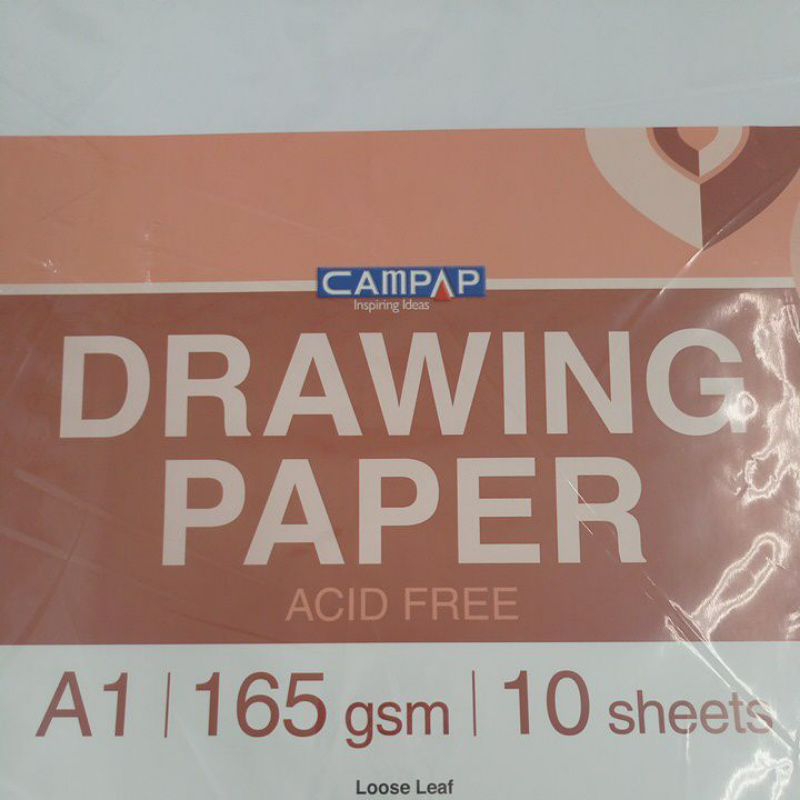 CAMPAP
Inspiring Ideas
DRAWING
PAPER
ACID FREE
A1 | 165 gsm | 10 sheets
Loose Leaf